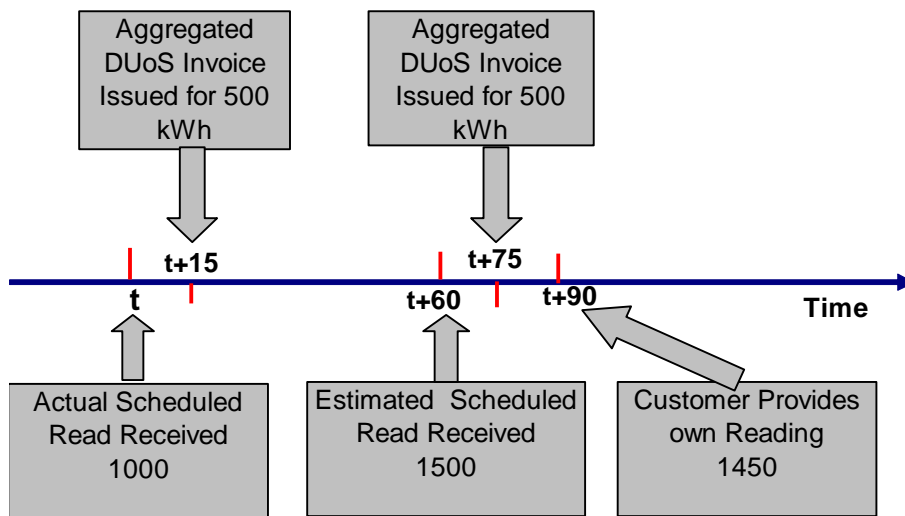 Aggregated
DUoS Invoice
Issued for 500
kWh
Aggregated
DUoS Invoice
Issued for 500
kWh
t+15
t+75
t
t+60
t+90
Time
Actual Scheduled
Read Received
1000
Estimated  Scheduled
Read Received
1500
Customer Provides
own Reading
1450